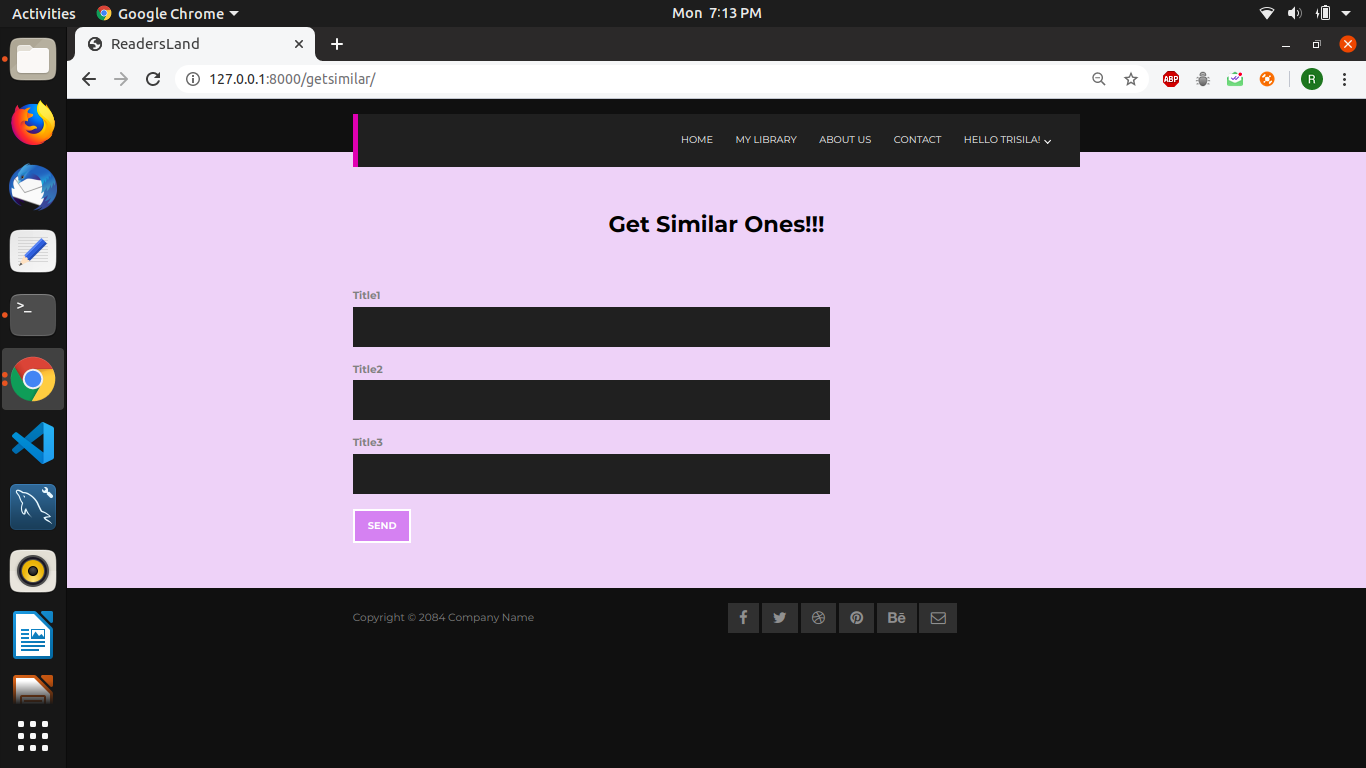 Activities Google Chrome Mon 7:13 PM
ReadersLand
127.0.0.1:8000/getsimilar/ ABP R
HOME MY LIBRARY ABOUT US CONTACT HELLO TRISILA!
Get Similar Ones!!!
Title1
Title2
Title3
SEND
Copyright © 2084 Company Name Bē
>_